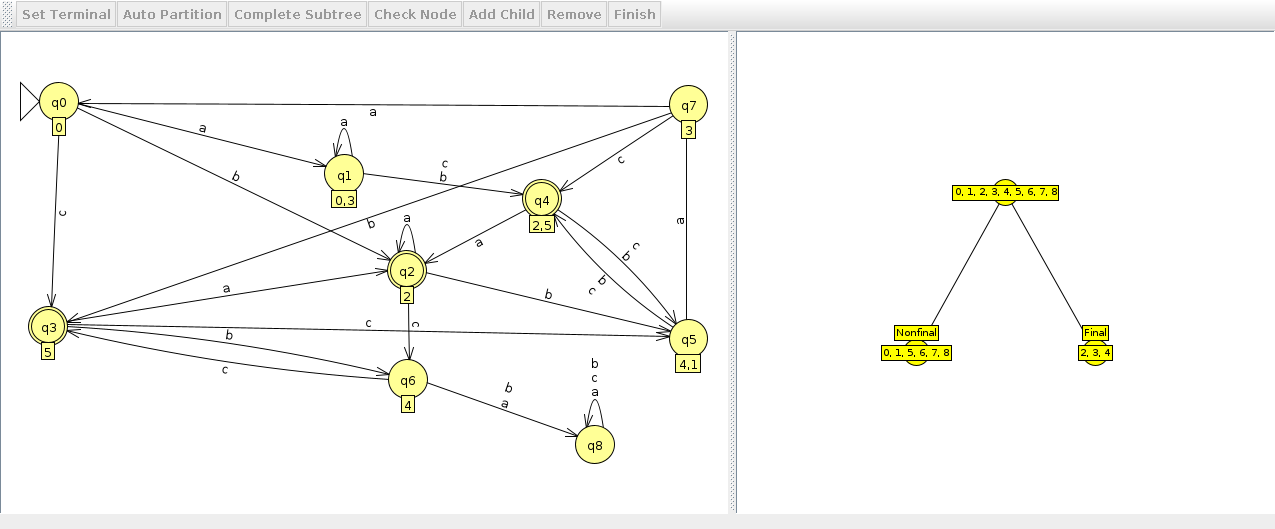 Set Terminal Auto Partition Complete Subtree Check Node Add Child Remove Finish
q0
0
q7
3
a
a
a
c
q1
0,3
c
b
b
q4
2,5
c
b
a
a
q2
2
a
c
b
b
c
a
b
c
q3
5
a
c
b
c
c
q5
4,1
q6
4
b
a
b
c
a
q8
0, 1, 2, 3, 4, 5, 6, 7, 8
Nonfinal
0, 1, 5, 6, 7, 8
Final
2, 3, 4